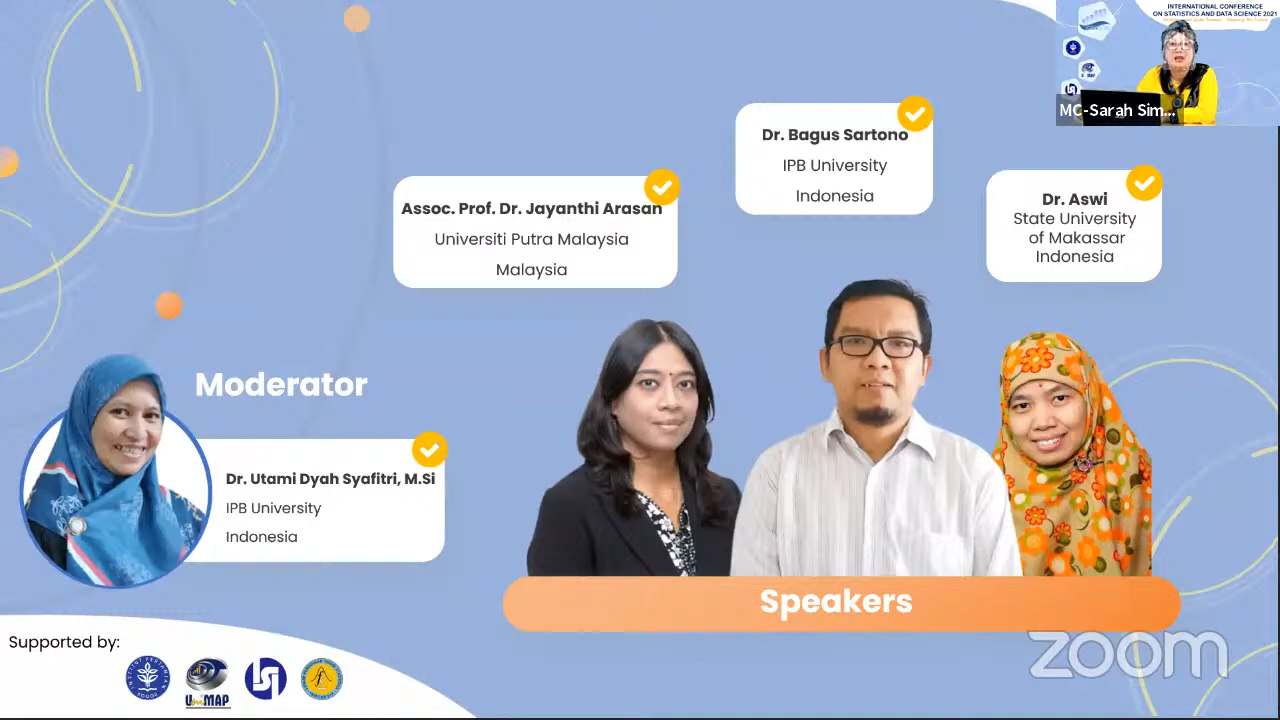 INTERNATIONAL CONFERENCE
ON STATISTICS AND DATA SCIENCE 2021
MC-Sarah Sim...
Dr. Bagus Sartono
IPB University
Indonesia
Assoc. Prof. Dr. Jayanthi Arasan
Universiti Putra Malaysia
Malaysia
Dr. Aswi
State University
of Makassar
Indonesia
Moderator
Dr. Utami Dyah Syafitri, M.Si
IPB University
Indonesia
Speakers
Supported by:
UniMAP
zoom